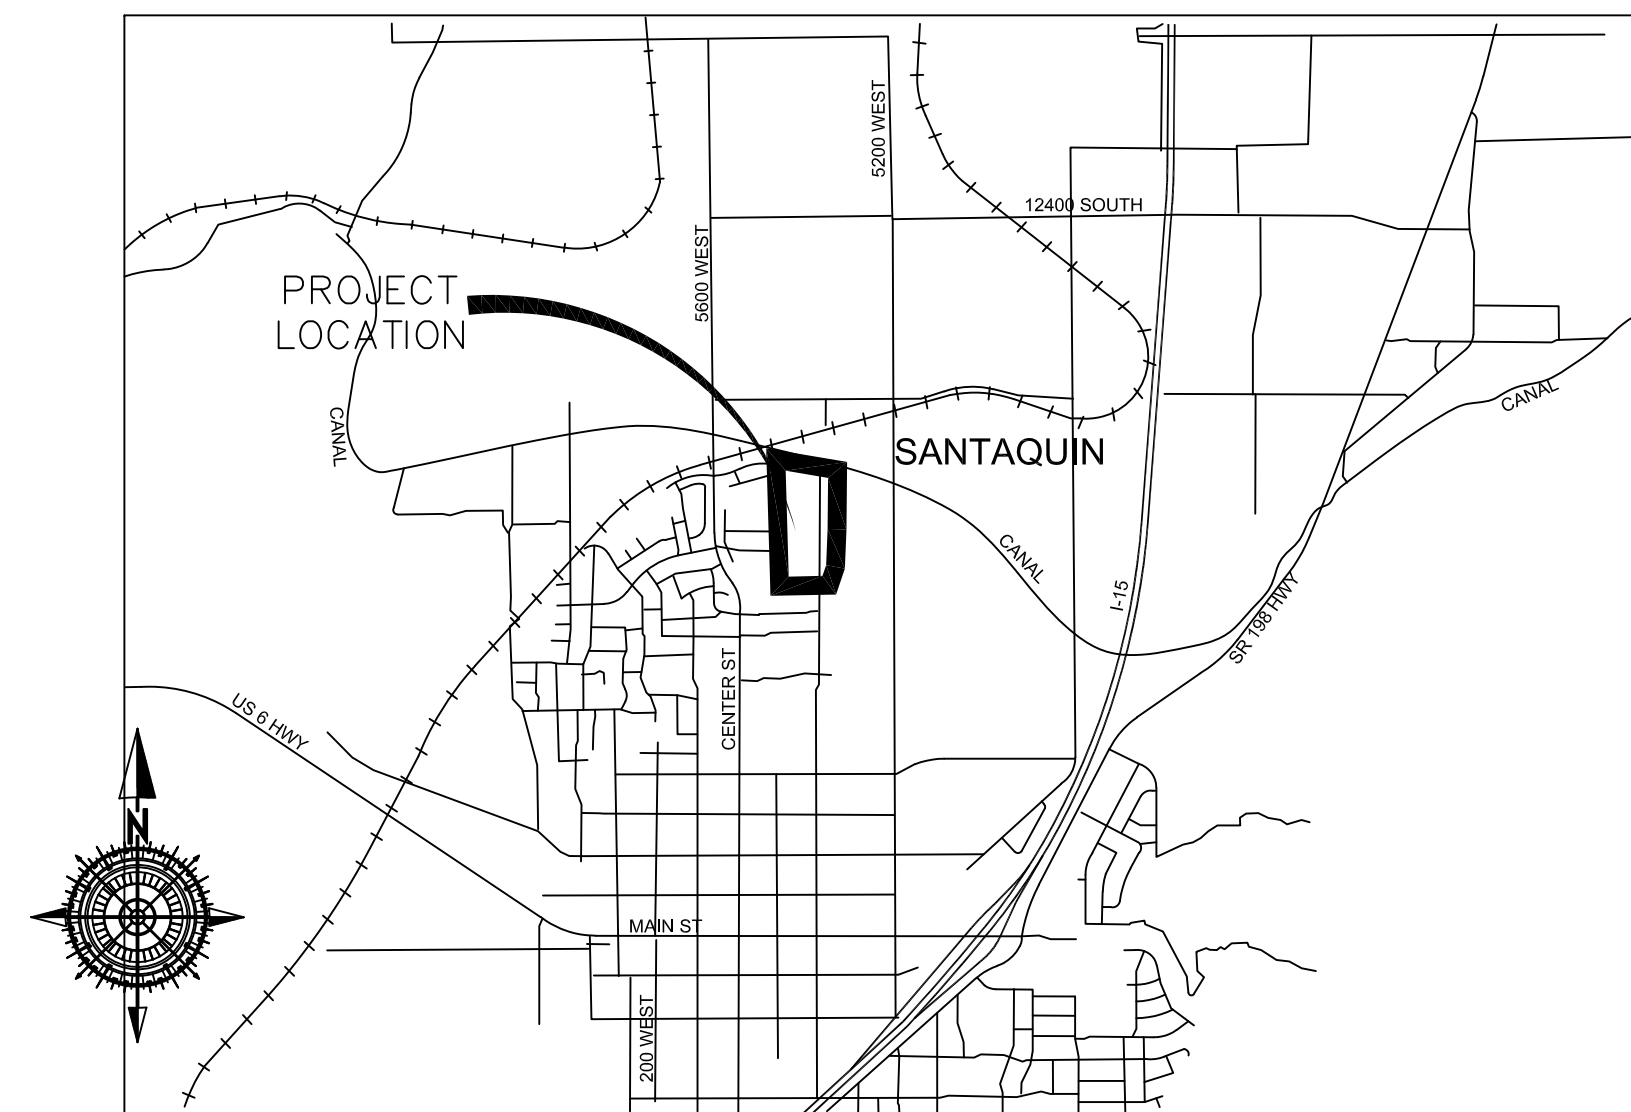 5200 WEST
12400 SOUTH
5600 WEST
PROJECT
LOCATION
CANAL
CANAL
SANTAQUIN
CANAL
I-15
SR 198 HWY
CENTER ST
US 6 HWY
N
MAIN ST
200 WEST